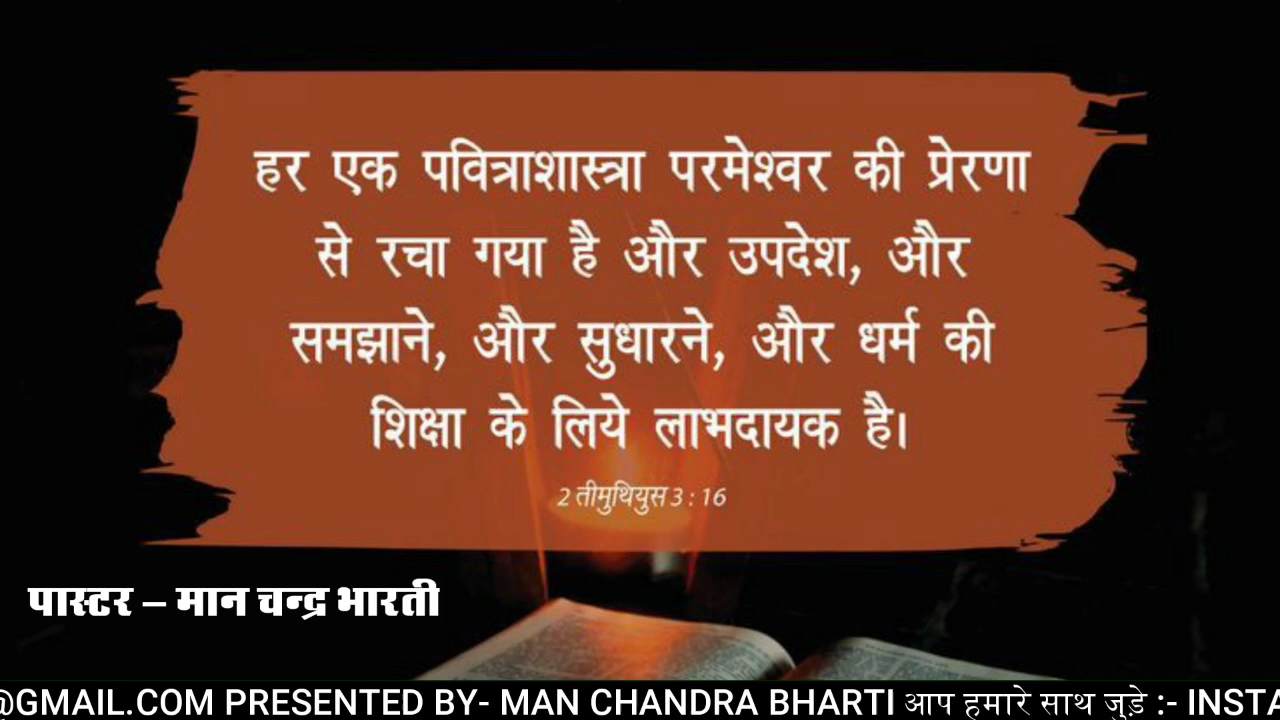 हर एक पवित्राशास्त्रा परमेश्वर की प्रेरणा
से रचा गया है और उपदेश, और
समझाने, और सुधारने, और धर्म की
शिक्षा के लिये लाभदायक है।
2 तीमुथियुस 3 : 16
पास्टर – मान चन्द्र भारती
@GMAIL.COM PRESENTED BY- MAN CHANDRA BHARTI आप हमारे साथ जुड़े :- INSTA